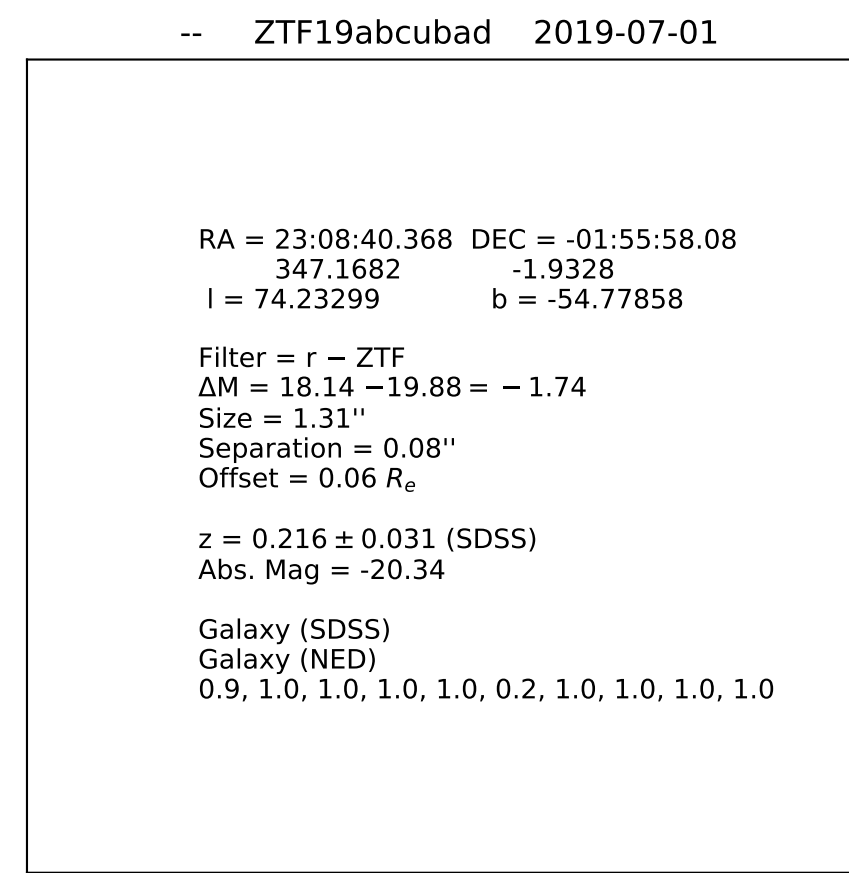 -- ZTF19abcubad 2019-07-01
RA = 23:08:40.368 DEC = -01:55:58.08
347.1682 -1.9328
l = 74.23299 b = -54.77858
Filter = r − ZTF
ΔM = 18.14 −19.88 = − 1.74
Size = 1.31''
Separation = 0.08''
Offset = 0.06 Rₑ
z = 0.216 ± 0.031 (SDSS)
Abs. Mag = -20.34
Galaxy (SDSS)
Galaxy (NED)
0.9, 1.0, 1.0, 1.0, 1.0, 0.2, 1.0, 1.0, 1.0, 1.0